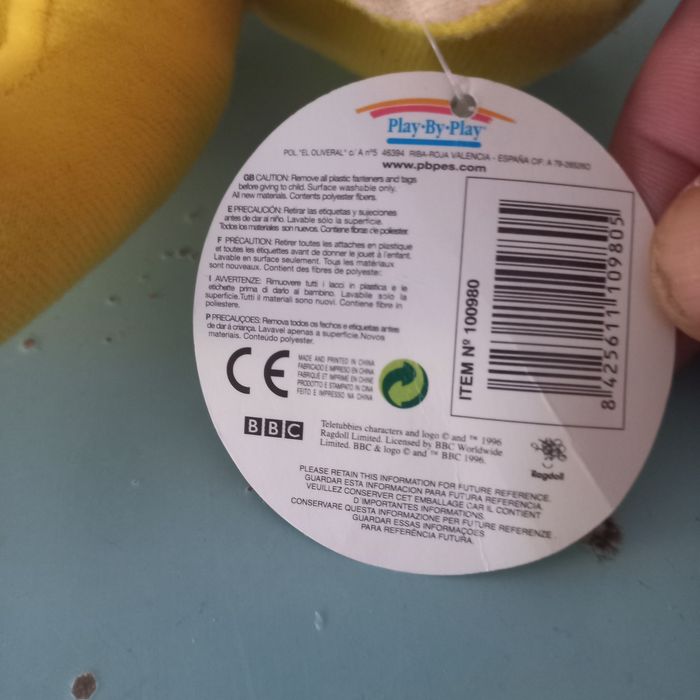 Play·By·Play™
POL. "EL OLIVERAL" c/ A nº5 46394 RIBA-ROJA VALENCIA - ESPAÑA CIF: A 79-285260
www.pbpes.com
GB CAUTION: Remove all plastic fasteners and tags
before giving to child. Surface washable only.
All new materials. Contents polyester fibers.
E PRECAUCIÓN: Retirar las etiquetas y sujeciones
antes de dar al niño. Lavable sólo la superficie.
Todos los materiales son nuevos. Contiene fibras de poliester.
F PRÉCAUTION: Retirer toutes les attaches en plastique
et toutes les étiquettes avant de donner le jouet à l'enfant.
Lavable en surface seulement. Tous les matériaux
sont nouveaux. Contient des fibres de polyester.
I AVVERTENZE: Rimuovere tutti i lacci in plastica e le
etichette prima di darlo al bambino. Lavabile solo la
superficie.Tutti il materiali sono nuovi. Contiene fibre in
poliestere.
P PRECAUÇOES: Remova todos os fechos e etiquetas antes
de dar à criança. Lavavel apenas a superficie.Novos
materiais. Conteúdo polyester.
CE
MADE AND PRINTED IN CHINA
FABRICADO E IMPRESO EN CHINA
FABRIQUÉ ET IMPRIMÉ EN CHINE
PRODOTTO E STAMPATO IN CINA
FEITO E IMPRESSO NA CHINA
ITEM Nº 100980
8 425611 109805
BBC
Teletubbies characters and logo © and ™ 1996
Ragdoll Limited. Licensed by BBC Worldwide
Limited. BBC & logo © and ™ BBC 1996.
Ragdoll
PLEASE RETAIN THIS INFORMATION FOR FUTURE REFERENCE.
GUARDAR ESTA INFORMACION PARA FUTURA REFERENCIA.
VEUILLEZ CONSERVER CET EMBALLAGE CAR IL CONTIENT
D'IMPORTANTES INFORMATIONS.
CONSERVARE QUESTA INFORMAZIONE PER FUTURE REFERENZE.
GUARDAR ESSAS INFORMAÇOES
PARA REFERÊNCIA FUTURA.